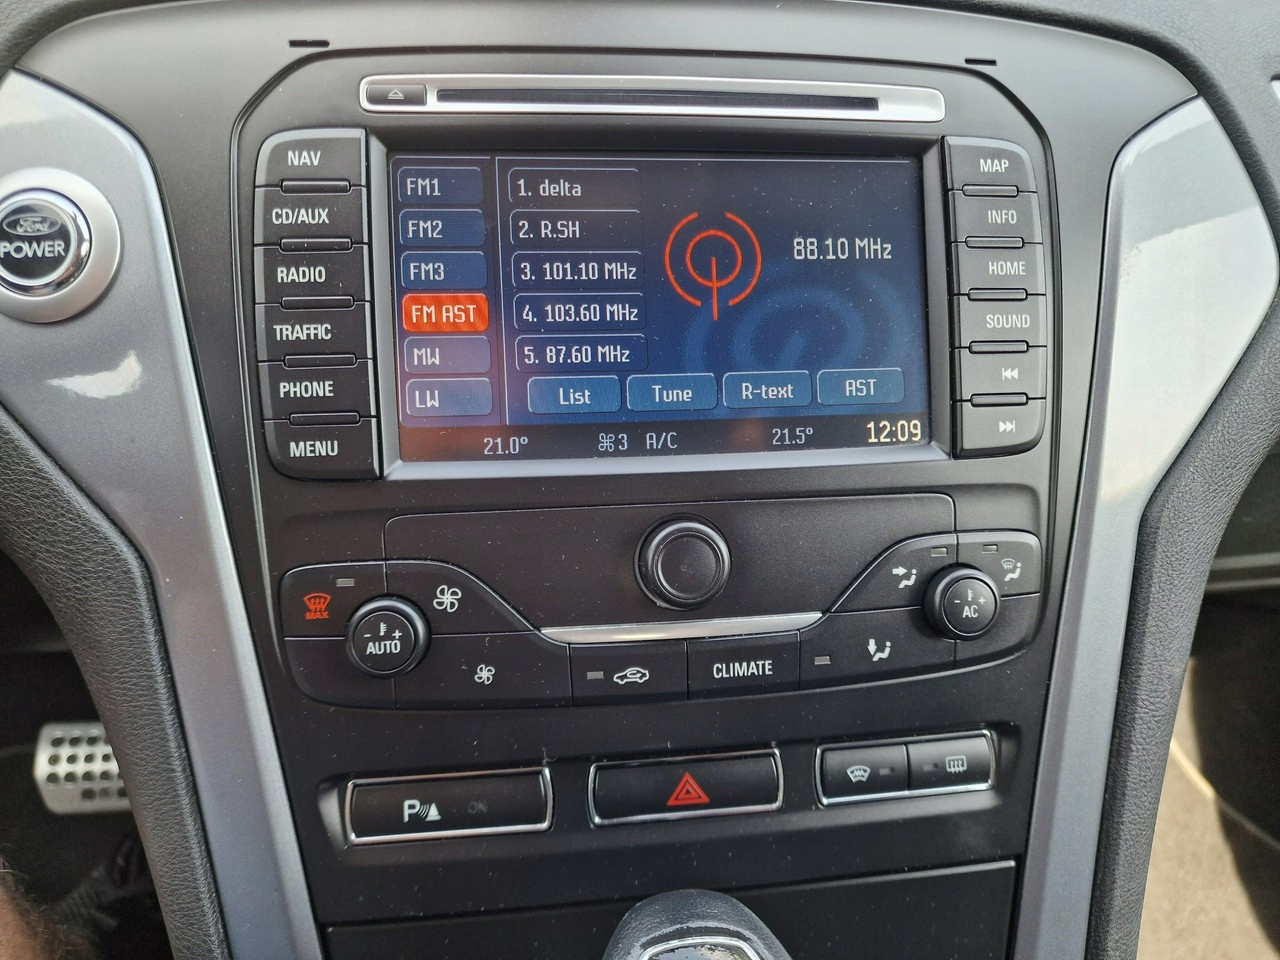 NAV
CD/AUX
RADIO
TRAFFIC
PHONE
MENU
Ford
POWER
FM1
FM2
FM3
FM AST
MW
LW
1. delta
2. R.SH
3. 101.10 MHz
4. 103.60 MHz
5. 87.60 MHz
88.10 MHz
List
Tune
R-text
AST
21.0°
3
A/C
21.5°
12:09
MAP
INFO
HOME
SOUND
MAX
- +
AUTO
- +
AC
CLIMATE
P
ON